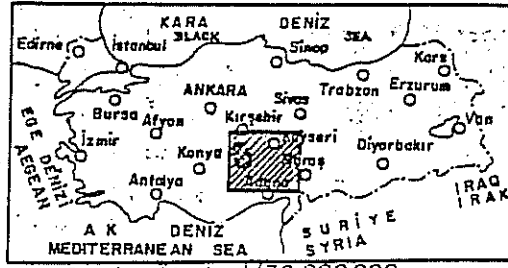 KARA DENİZ
BLACK SEA
Edirne
İstanbul
Sinop
Kars
Trabzon
Erzurum
ANKARA
Bursa
Sivas
Afyon
Kırşehir
Van
EGE DENİZİ
AEGEAN
İzmir
Kayseri
Konya
Diyarbakır
Maraş
Antalya
Adana
IRAQ
IRAK
SURİYE
SYRIA
AK DENİZ
MEDITERRANEAN SEA